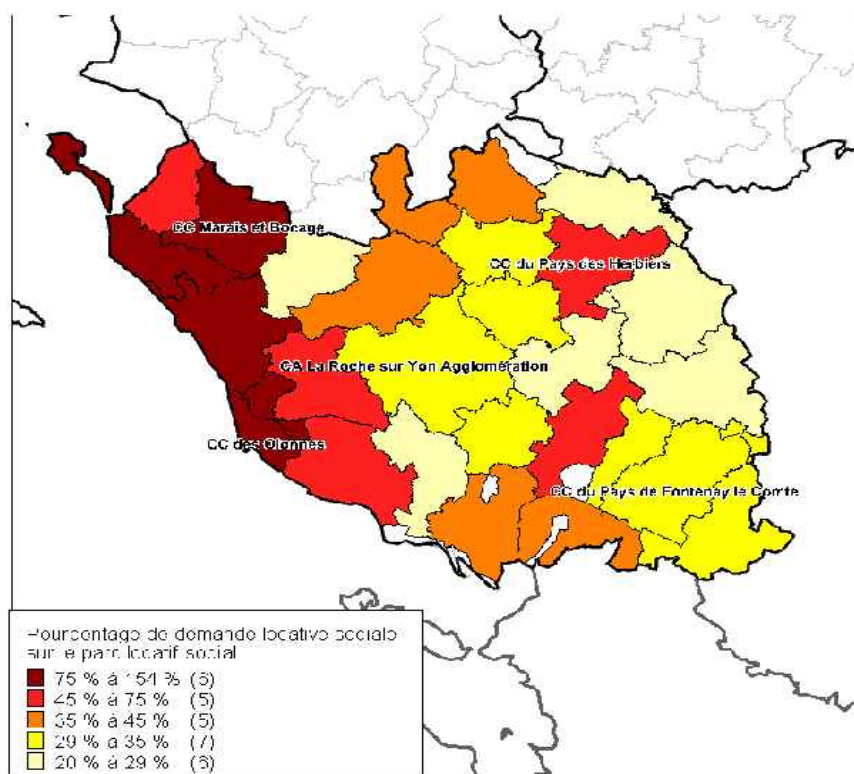 CC Marais et Bocage
CC du Pays des Herbiers
CA La Roche sur Yon Agglomération
CC des Olonnes
CC du Pays de Fontenay le Comte
Pourcentage de demande locative sociale
sur le parc locatif social
75 % à 154 % (6)
45 % à 75 % (5)
35 % à 45 % (5)
29 % à 35 % (7)
20 % à 29 % (6)